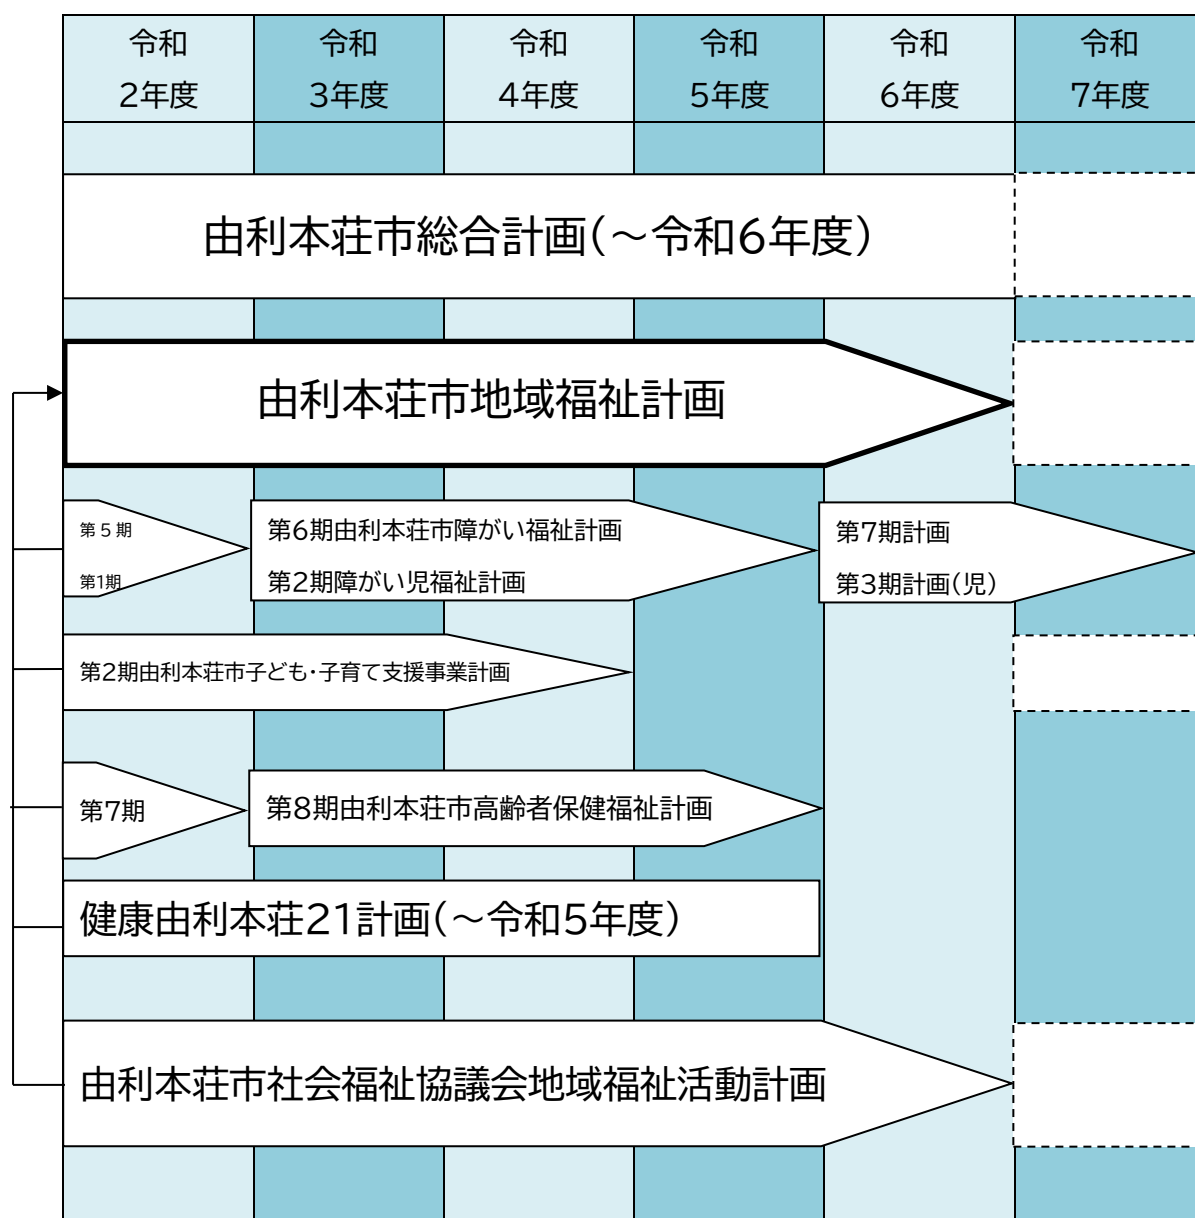 令和
2年度
令和
3年度
令和
4年度
令和
5年度
令和
6年度
令和
7年度
由利本荘市総合計画(～令和6年度)
由利本荘市地域福祉計画
第5期
第1期
第6期由利本荘市障がい福祉計画
第2期障がい児福祉計画
第7期計画
第3期計画(児)
第2期由利本荘市子ども・子育て支援事業計画
第7期
第8期由利本荘市高齢者保健福祉計画
健康由利本荘21計画(～令和5年度)
由利本荘市社会福祉協議会地域福祉活動計画